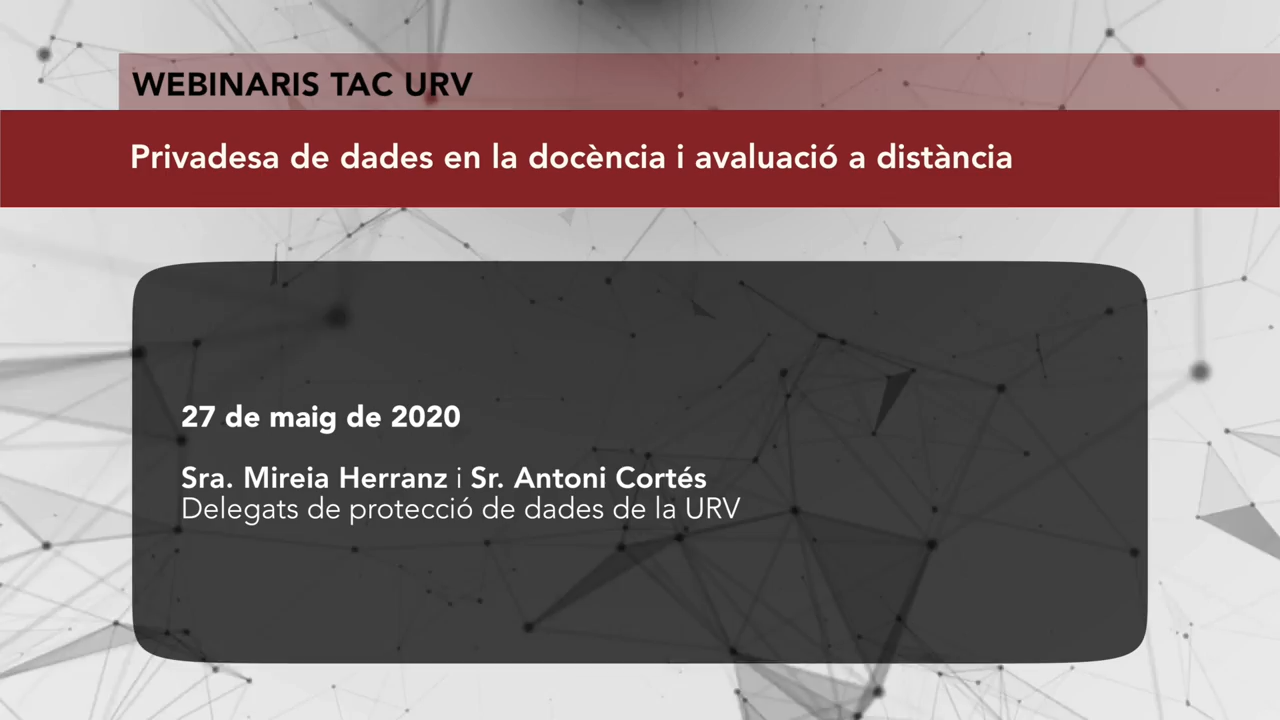 WEBINARIS TAC URV
Privadesa de dades en la docència i avaluació a distància
27 de maig de 2020
Sra. Mireia Herranz i Sr. Antoni Cortés
Delegats de protecció de dades de la URV